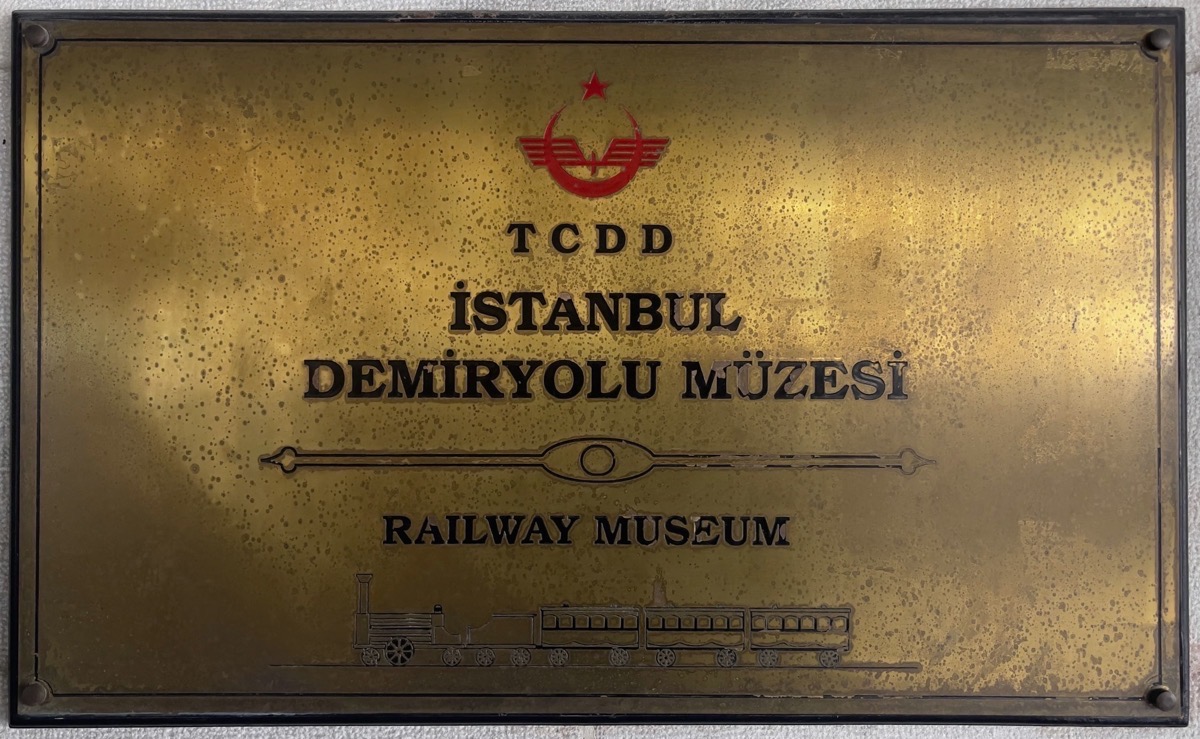 TCDD
İSTANBUL
DEMİRYOLU MÜZESİ
RAILWAY MUSEUM